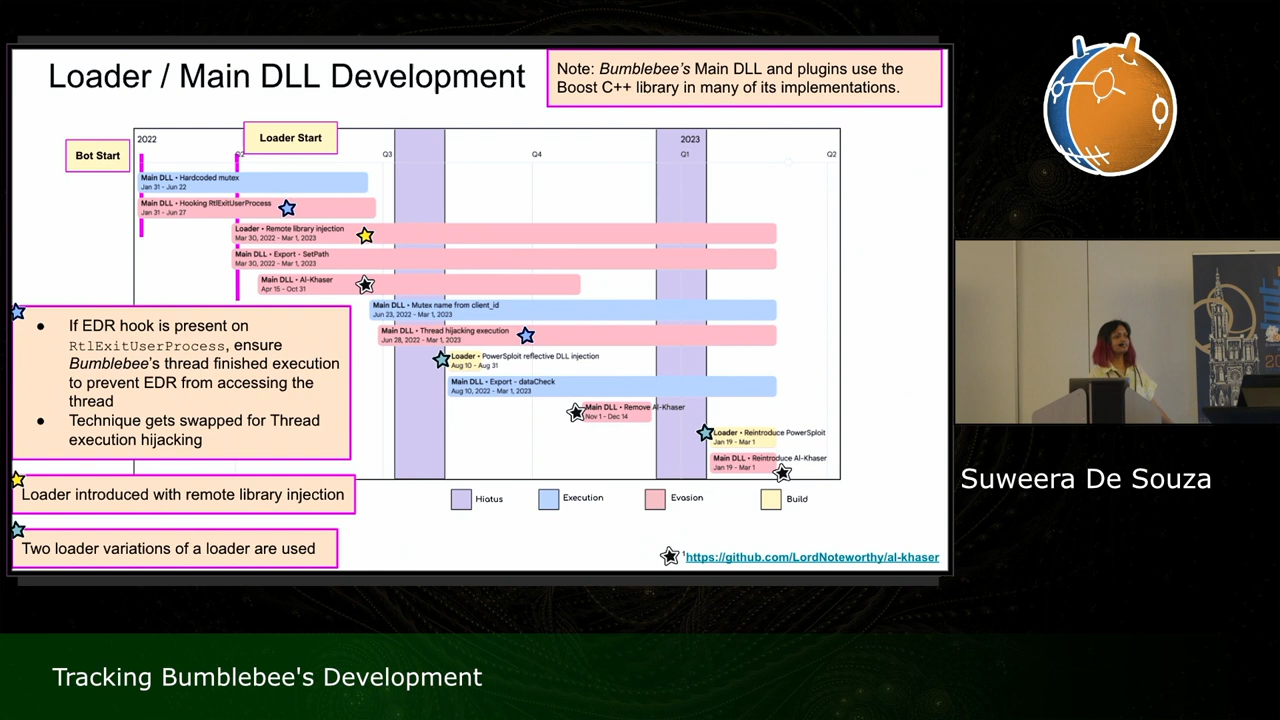 Loader / Main DLL Development
Note: Bumblebee's Main DLL and plugins use the
Boost C++ library in many of its implementations.
Bot Start
Loader Start
2022
2023
Q2
Q3
Q4
Q1
Q2
Main DLL • Hardcoded mutex
Jan 31 - Jun 22
Main DLL • Hooking RtlExitUserProcess
Jan 31 - Jun 27
Loader • Remote library injection
Mar 30, 2022 - Mar 1, 2023
Main DLL • Export - SetPath
Mar 30, 2022 - Mar 1, 2023
Main DLL • Al-Khaser
Apr 15 - Oct 31
Main DLL • Mutex name from client_id
Jun 23, 2022 - Mar 1, 2023
Main DLL • Thread hijacking execution
Jun 28, 2022 - Mar 1, 2023
Loader • PowerSploit reflective DLL injection
Aug 10 - Aug 31
Main DLL • Export - dataCheck
Aug 10, 2022 - Mar 1, 2023
Main DLL • Remove Al-Khaser
Nov 1 - Dec 14
Loader • Reintroduce PowerSploit
Jan 19 - Mar 1
Main DLL • Reintroduce Al-Khaser
Jan 19 - Mar 1
Hiatus
Execution
Evasion
Build
● If EDR hook is present on
RtlExitUserProcess, ensure
Bumblebee's thread finished execution
to prevent EDR from accessing the
thread
● Technique gets swapped for Thread
execution hijacking
Loader introduced with remote library injection
Two loader variations of a loader are used
1https://github.com/LordNoteworthy/al-khaser
Suweera De Souza
Tracking Bumblebee's Development